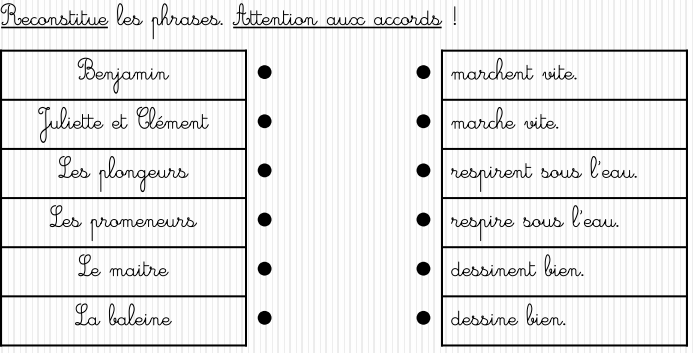 Reconstitue les phrases. Attention aux accords !
Benjamin
marchent vite.
Juliette et Clément
marche vite.
Les plongeurs
respirent sous l'eau.
Les promeneurs
respire sous l'eau.
Le maitre
dessinent bien.
La baleine
dessine bien.